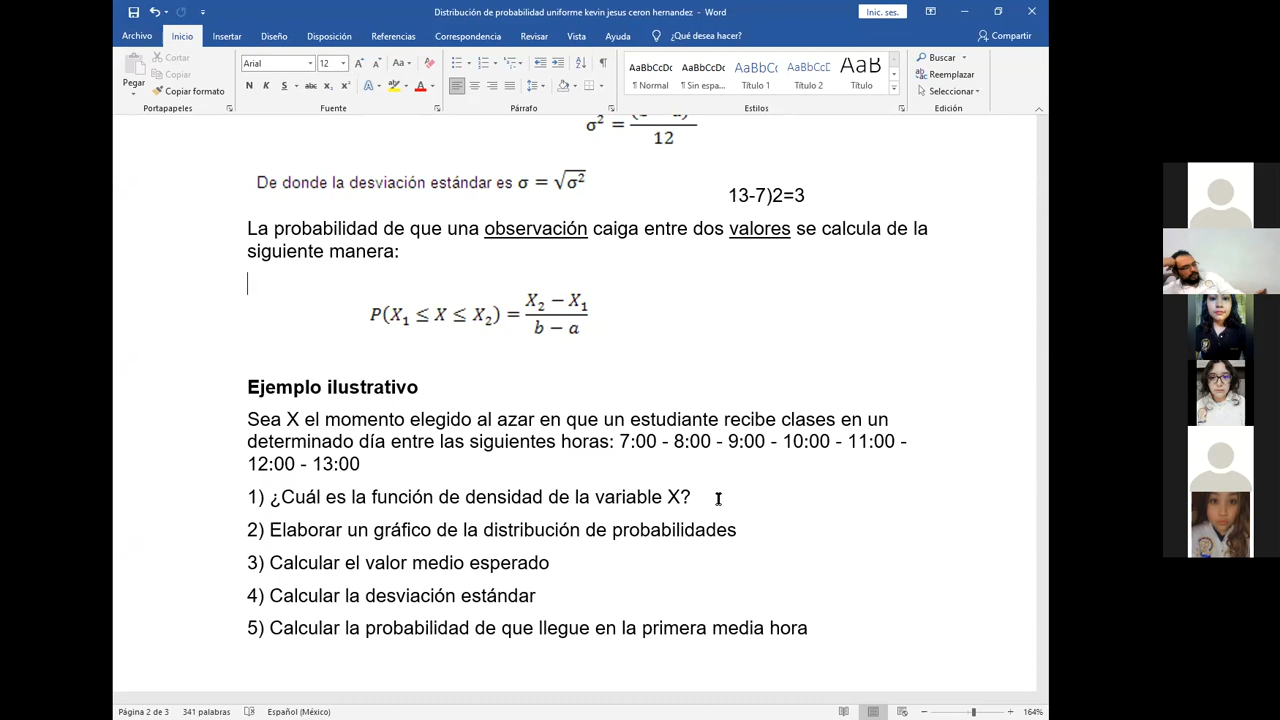 Distribución de probabilidad uniforme kevin jesus ceron hernandez - Word
Inic. ses.
Archivo Inicio Insertar Diseño Disposición Referencias Correspondencia Revisar Vista Ayuda ¿Qué desea hacer? Compartir
Pegar
Cortar
Copiar
Copiar formato
Portapapeles
Arial 12
N K S abc x₂ x²
Fuente
Párrafo
AaBbCcDc AaBbCcDc AaBbC AaBbCcD AaB
¶ Normal ¶ Sin espa... Título 1 Título 2 Título
Estilos
Buscar
Reemplazar
Seleccionar
Edición
σ² = / 12
De donde la desviación estándar es σ = √σ²
13-7)2=3
La probabilidad de que una observación caiga entre dos valores se calcula de la
siguiente manera:
P(X₁ ≤ X ≤ X₂) = (X₂ − X₁) / (b − a)
Ejemplo ilustrativo
Sea X el momento elegido al azar en que un estudiante recibe clases en un
determinado día entre las siguientes horas: 7:00 - 8:00 - 9:00 - 10:00 - 11:00 -
12:00 - 13:00
1) ¿Cuál es la función de densidad de la variable X?
2) Elaborar un gráfico de la distribución de probabilidades
3) Calcular el valor medio esperado
4) Calcular la desviación estándar
5) Calcular la probabilidad de que llegue en la primera media hora
Página 2 de 3 341 palabras Español (México) 164%